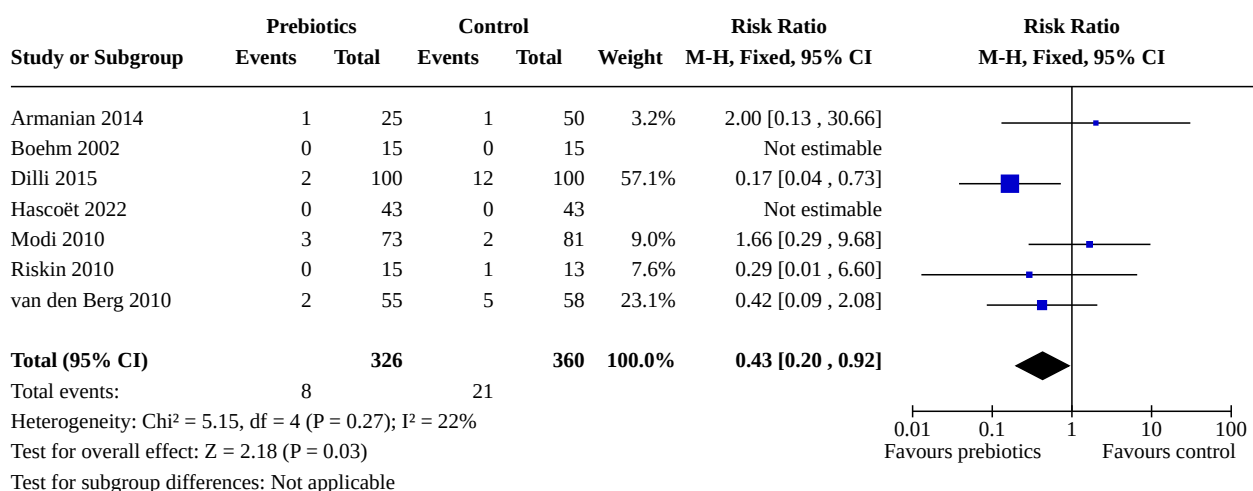 Prebiotics Control Risk Ratio Risk Ratio
Study or Subgroup Events Total Events Total Weight M-H, Fixed, 95% CI M-H, Fixed, 95% CI
Armanian 2014 1 25 1 50 3.2% 2.00 [0.13 , 30.66]
Boehm 2002 0 15 0 15 Not estimable
Dilli 2015 2 100 12 100 57.1% 0.17 [0.04 , 0.73]
Hascoët 2022 0 43 0 43 Not estimable
Modi 2010 3 73 2 81 9.0% 1.66 [0.29 , 9.68]
Riskin 2010 0 15 1 13 7.6% 0.29 [0.01 , 6.60]
van den Berg 2010 2 55 5 58 23.1% 0.42 [0.09 , 2.08]
Total (95% CI) 326 360 100.0% 0.43 [0.20 , 0.92]
Total events: 8 21
Heterogeneity: Chi² = 5.15, df = 4 (P = 0.27); I² = 22%
Test for overall effect: Z = 2.18 (P = 0.03)
Test for subgroup differences: Not applicable
0.01 0.1 1 10 100
Favours prebiotics Favours control